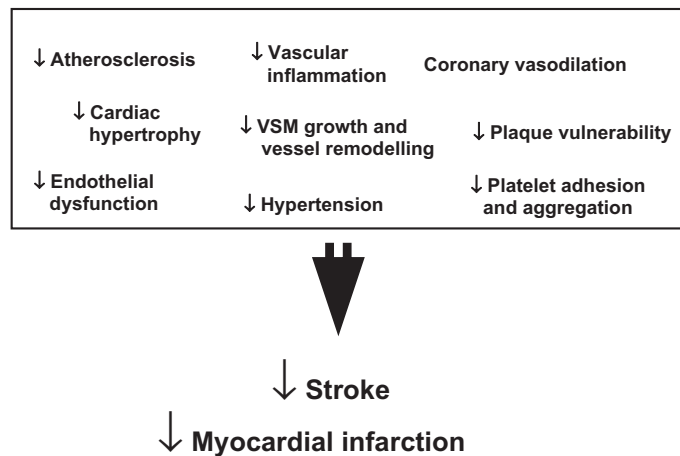 ↓ Atherosclerosis
↓ Vascular
inflammation
Coronary vasodilation
↓ Cardiac
hypertrophy
↓ VSM growth and
vessel remodelling
↓ Plaque vulnerability
↓ Endothelial
dysfunction
↓ Hypertension
↓ Platelet adhesion
and aggregation
↓ Stroke
↓ Myocardial infarction